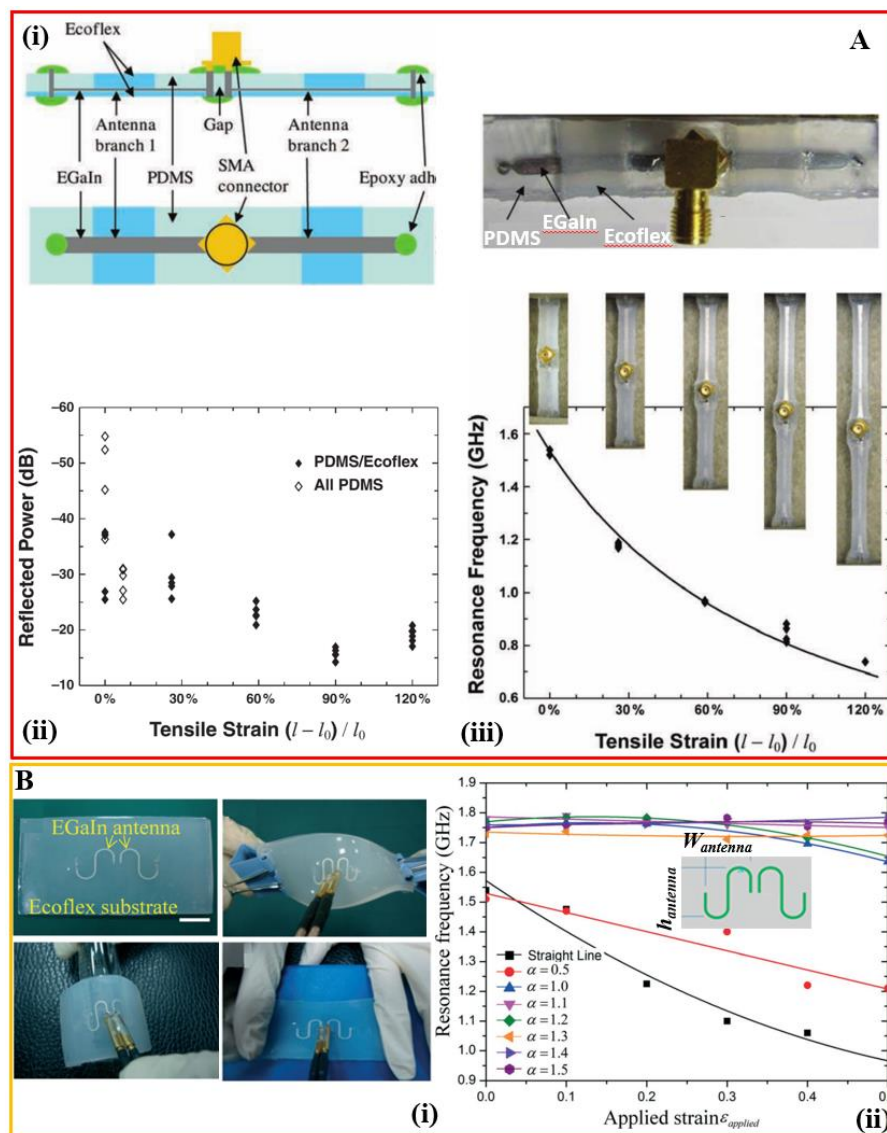 (i)
A
Ecoflex
Antenna
branch 1
Gap
Antenna
branch 2
EGaIn
PDMS
SMA
connector
Epoxy adh
PDMS
EGaIn
Ecoflex
Reflected Power (dB)
−60
−50
−40
−30
−20
−10
PDMS/Ecoflex
All PDMS
0%
30%
60%
90%
120%
Tensile Strain (l − l0) / l0
(ii)
Resonance Frequency (GHz)
1.6
1.4
1.2
1.0
0.8
0.6
0%
30%
60%
90%
120%
Tensile Strain (l − l0) / l0
(iii)
B
EGaIn antenna
Ecoflex substrate
(i)
Resonance frequency (GHz)
1.9
1.8
1.7
1.6
1.5
1.4
1.3
1.2
1.1
1.0
0.9
Wantenna
hantenna
Straight Line
α = 0.5
α = 1.0
α = 1.1
α = 1.2
α = 1.3
α = 1.4
α = 1.5
0.0
0.1
0.2
0.3
0.4
Applied strainεapplied
(ii)